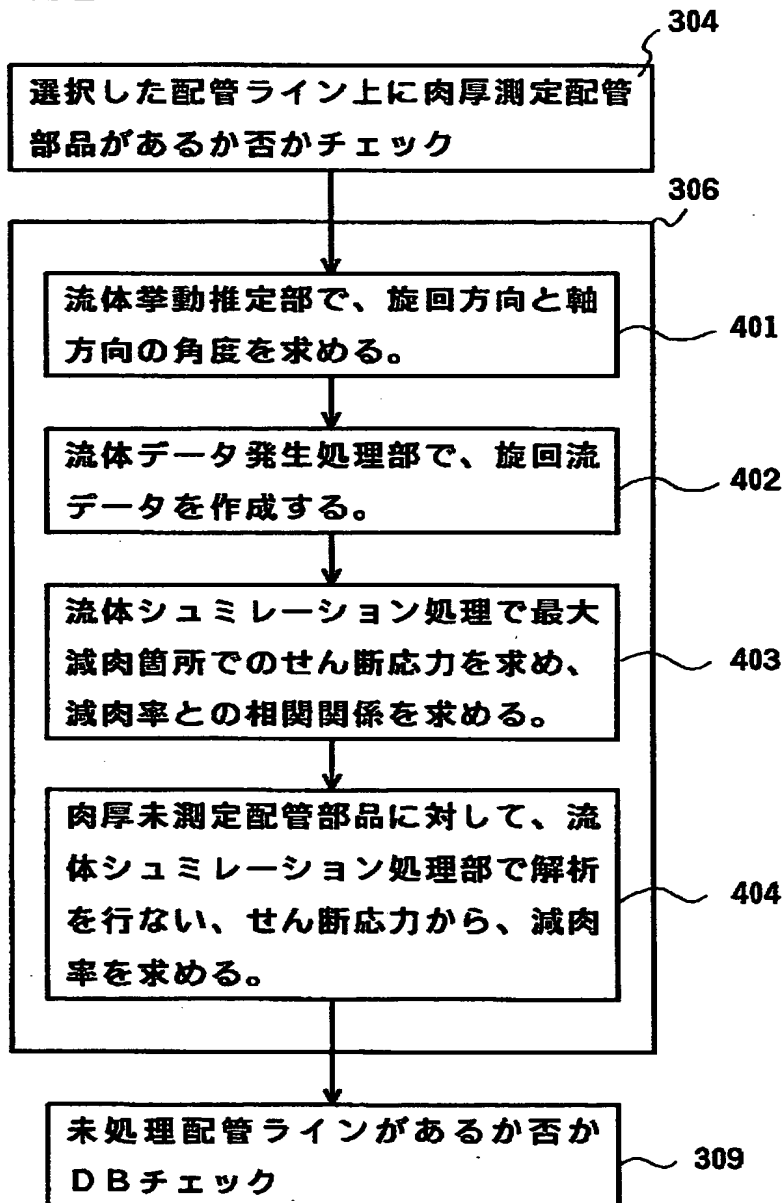 304
選択した配管ライン上に肉厚測定配管
部品があるか否かチェック
306
流体挙動推定部で、旋回方向と軸
方向の角度を求める。
401
流体データ発生処理部で、旋回流
データを作成する。
402
流体シュミレーション処理で最大
減肉箇所でのせん断応力を求め、
減肉率との相関関係を求める。
403
肉厚未測定配管部品に対して、流
体シュミレーション処理部で解析
を行ない、せん断応力から、減肉
率を求める。
404
未処理配管ラインがあるか否か
DBチェック
309